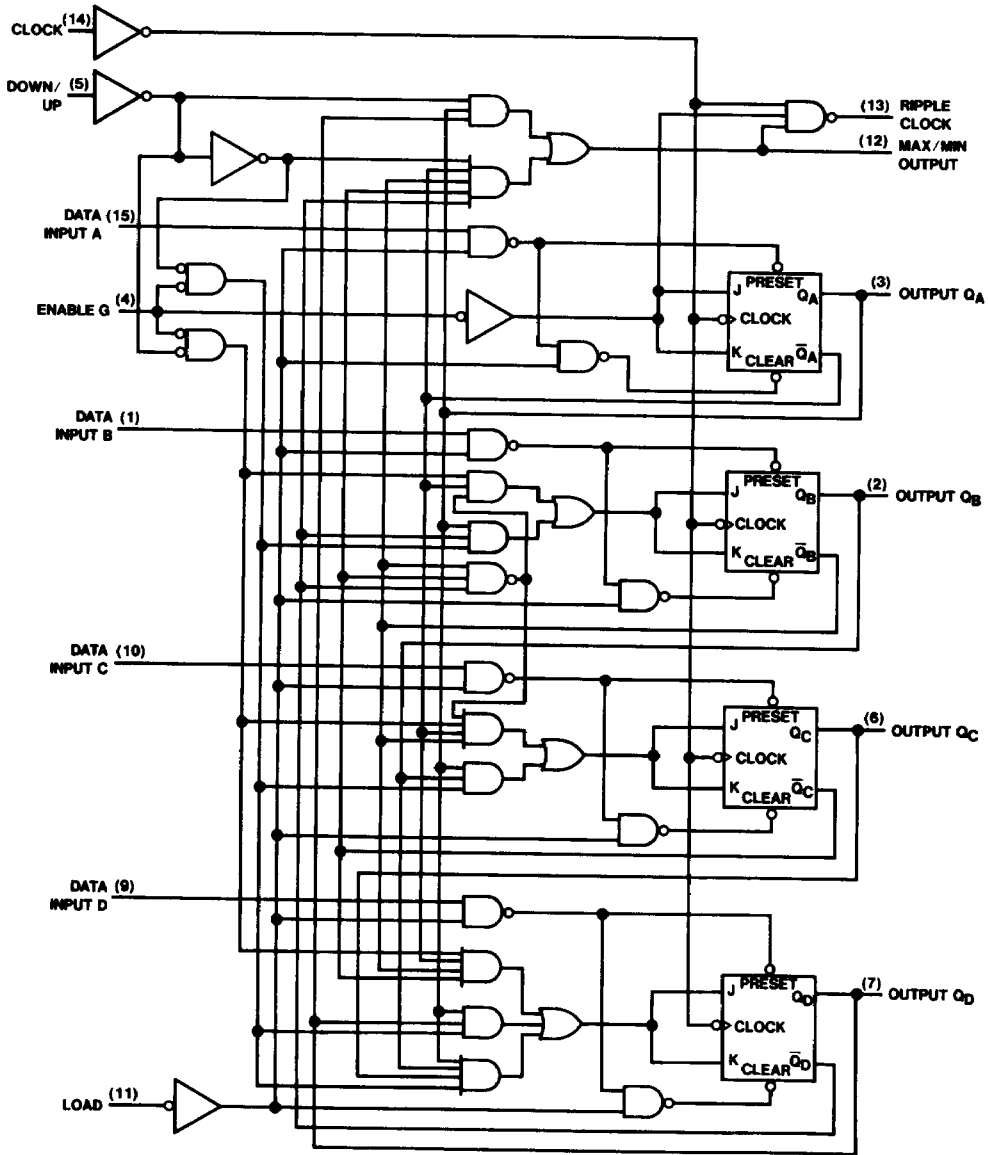 CLOCK (14)
DOWN/ (5)
UP
(13) RIPPLE
CLOCK
(12) MAX/MIN
OUTPUT
DATA (15)
INPUT A
ENABLE G (4)
PRESET
J QA
CLOCK
K CLEAR Q̅A
(3) OUTPUT QA
DATA (1)
INPUT B
PRESET
J QB
CLOCK
K CLEAR Q̅B
(2) OUTPUT QB
DATA (10)
INPUT C
PRESET
J QC
CLOCK
K CLEAR Q̅C
(6) OUTPUT QC
DATA (9)
INPUT D
PRESET
J QD
CLOCK
K CLEAR Q̅D
(7) OUTPUT QD
LOAD (11)